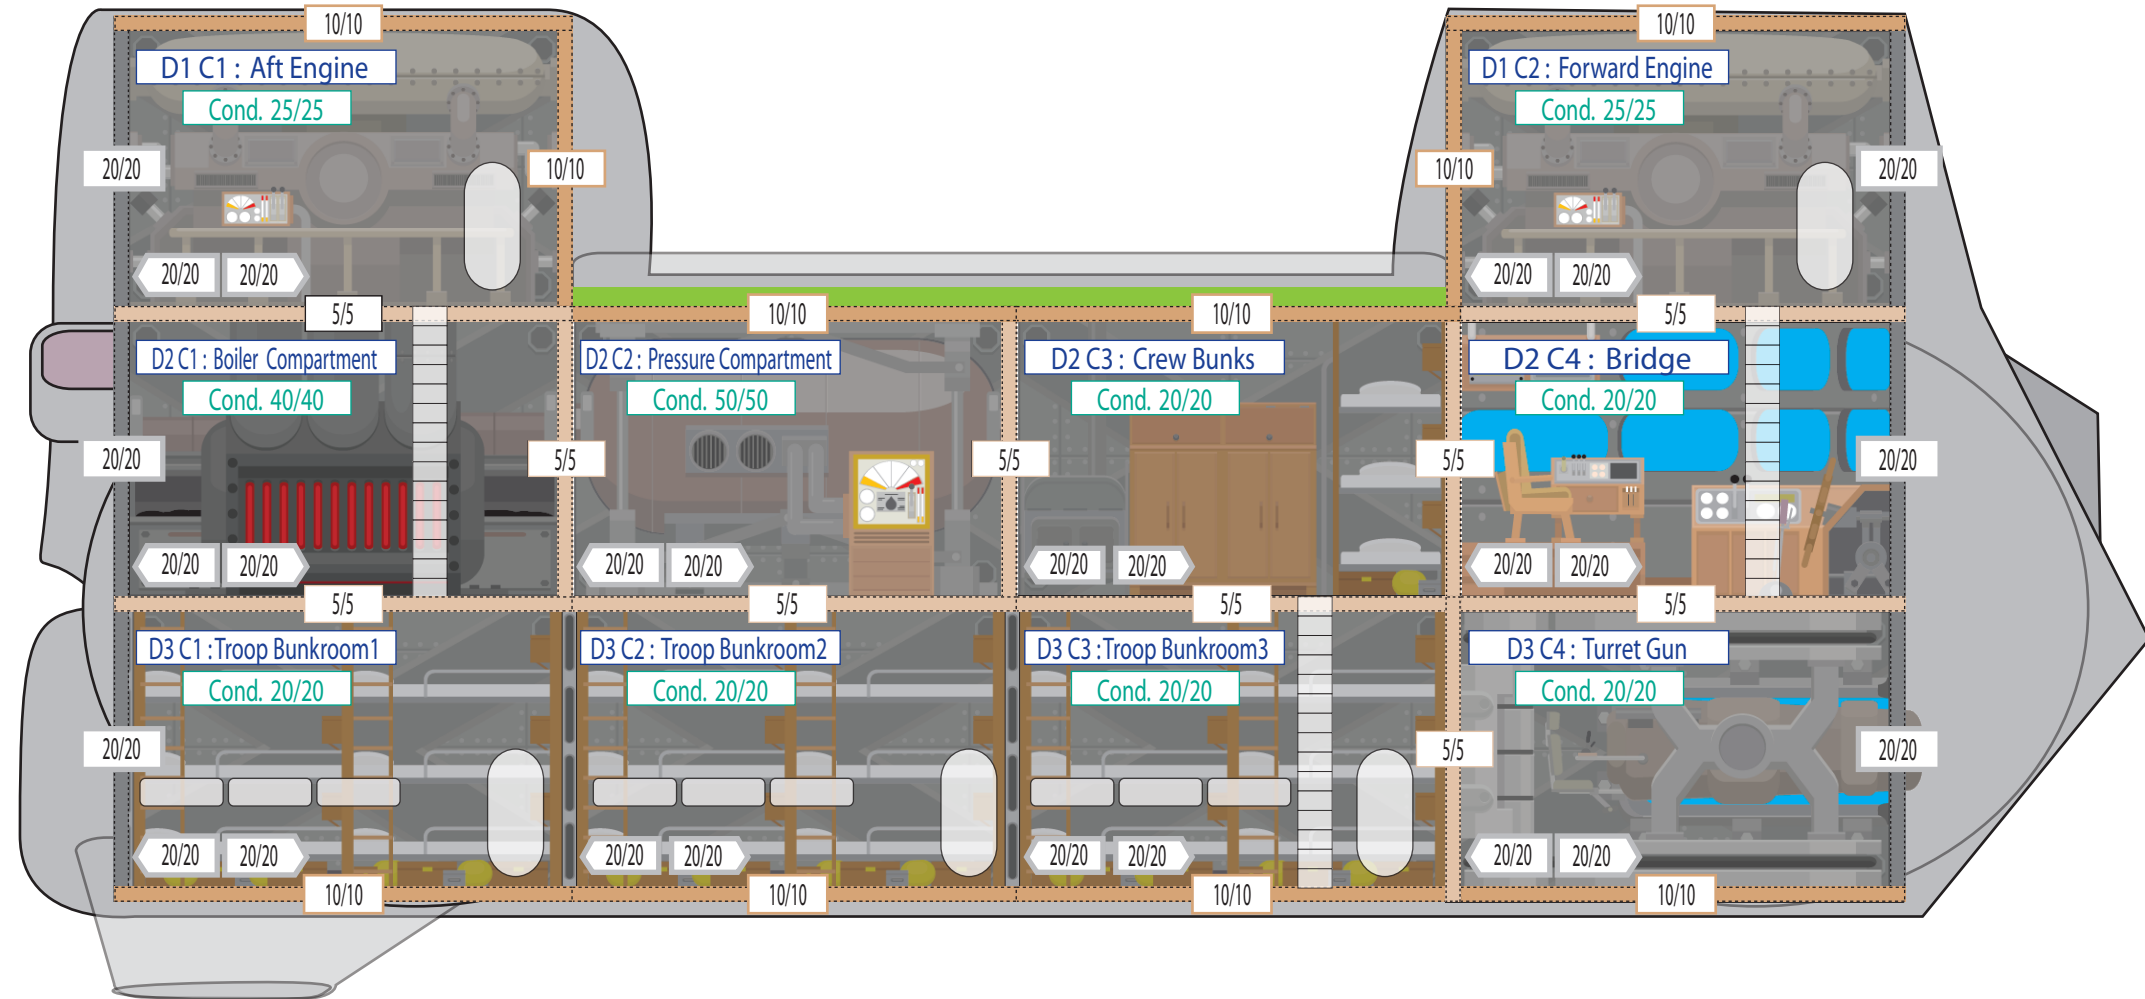 10/10
10/10
D1 C1 : Aft Engine
D1 C2 : Forward Engine
Cond. 25/25
Cond. 25/25
20/20
10/10
10/10
20/20
20/20
20/20
20/20
20/20
5/5
10/10
10/10
5/5
D2 C1 : Boiler Compartment
D2 C2 : Pressure Compartment
D2 C3 : Crew Bunks
D2 C4 : Bridge
Cond. 40/40
Cond. 50/50
Cond. 20/20
Cond. 20/20
20/20
5/5
5/5
5/5
20/20
20/20
20/20
20/20
20/20
20/20
20/20
20/20
20/20
5/5
5/5
5/5
5/5
D3 C1 : Troop Bunkroom1
D3 C2 : Troop Bunkroom2
D3 C3 : Troop Bunkroom3
D3 C4 : Turret Gun
Cond. 20/20
Cond. 20/20
Cond. 20/20
Cond. 20/20
20/20
5/5
20/20
20/20
20/20
20/20
20/20
20/20
20/20
20/20
20/20
10/10
10/10
10/10
10/10